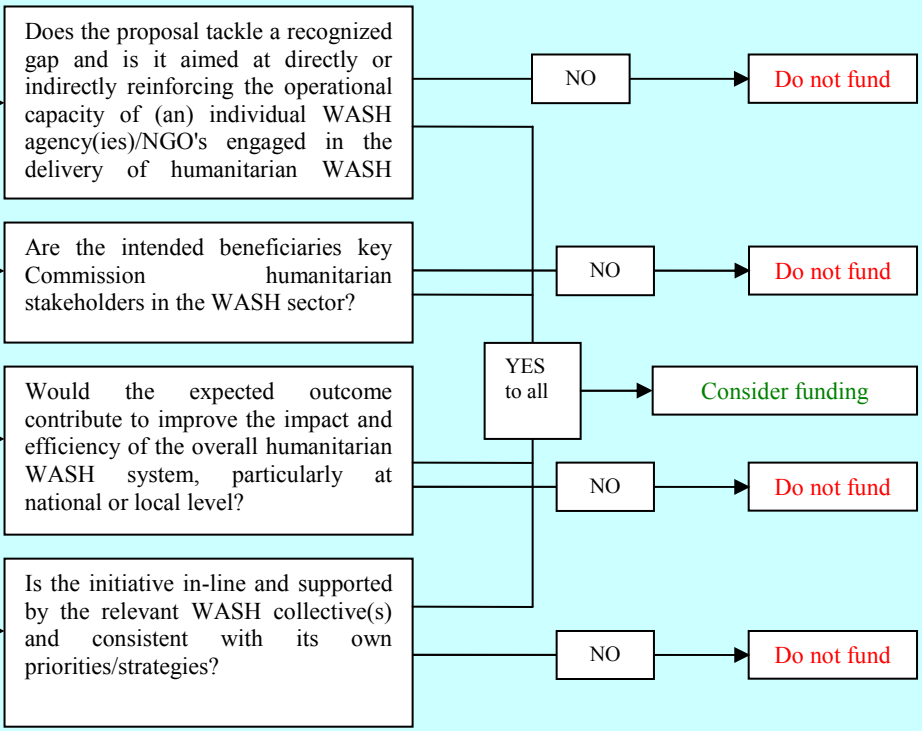 Does the proposal tackle a recognized
gap and is it aimed at directly or
indirectly reinforcing the operational
capacity of (an) individual WASH
agency(ies)/NGO's engaged in the
delivery of humanitarian WASH
NO
Do not fund
Are the intended beneficiaries key
Commission humanitarian
stakeholders in the WASH sector?
NO
Do not fund
YES
to all
Consider funding
Would the expected outcome
contribute to improve the impact and
efficiency of the overall humanitarian
WASH system, particularly at
national or local level?
NO
Do not fund
Is the initiative in-line and supported
by the relevant WASH collective(s)
and consistent with its own
priorities/strategies?
NO
Do not fund